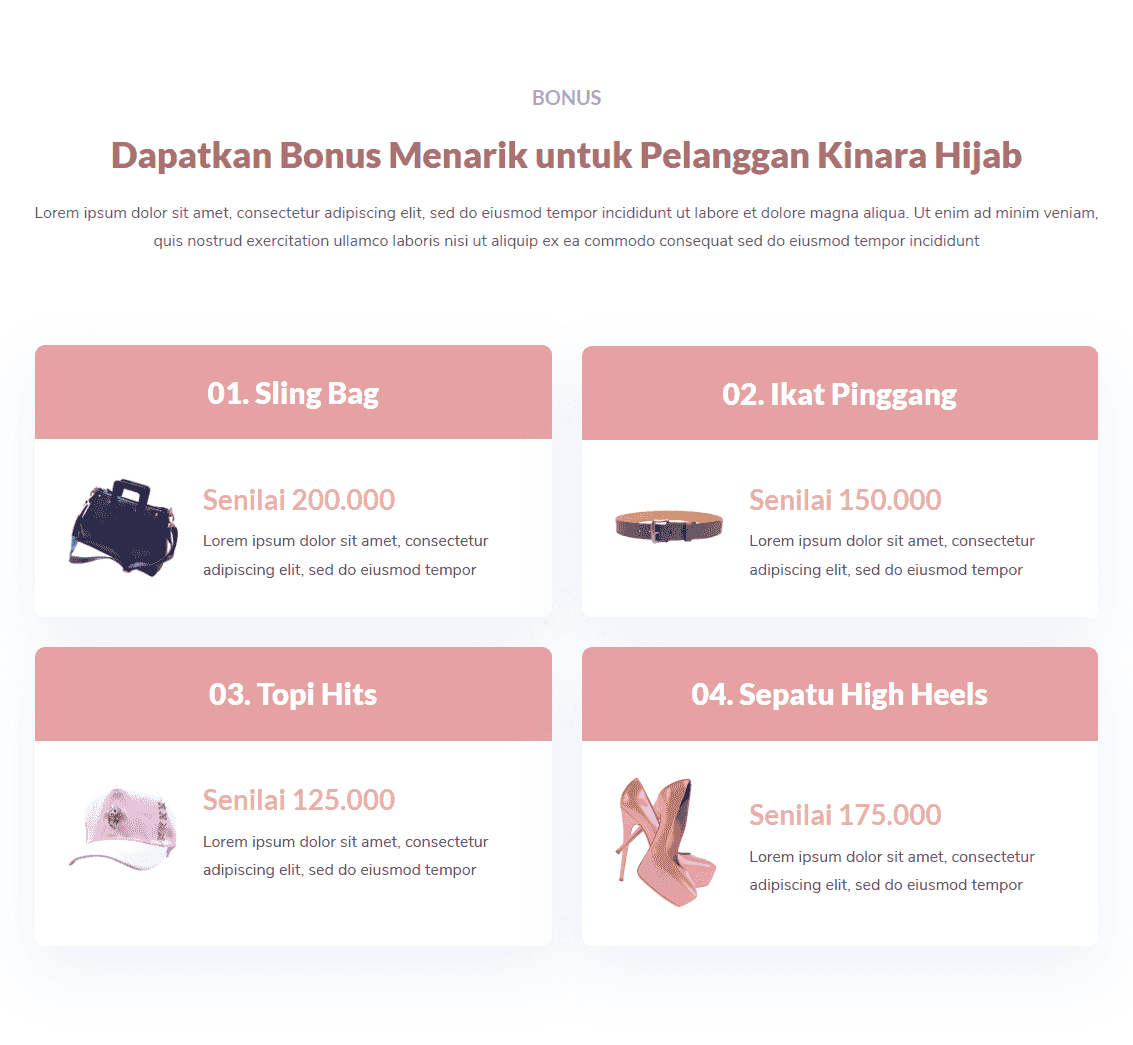 BONUS
Dapatkan Bonus Menarik untuk Pelanggan Kinara Hijab
Lorem ipsum dolor sit amet, consectetur adipiscing elit, sed do eiusmod tempor incididunt ut labore et dolore magna aliqua. Ut enim ad minim veniam,
quis nostrud exercitation ullamco laboris nisi ut aliquip ex ea commodo consequat sed do eiusmod tempor incididunt
01. Sling Bag
Senilai 200.000
Lorem ipsum dolor sit amet, consectetur
adipiscing elit, sed do eiusmod tempor
02. Ikat Pinggang
Senilai 150.000
Lorem ipsum dolor sit amet, consectetur
adipiscing elit, sed do eiusmod tempor
03. Topi Hits
Senilai 125.000
Lorem ipsum dolor sit amet, consectetur
adipiscing elit, sed do eiusmod tempor
04. Sepatu High Heels
Senilai 175.000
Lorem ipsum dolor sit amet, consectetur
adipiscing elit, sed do eiusmod tempor